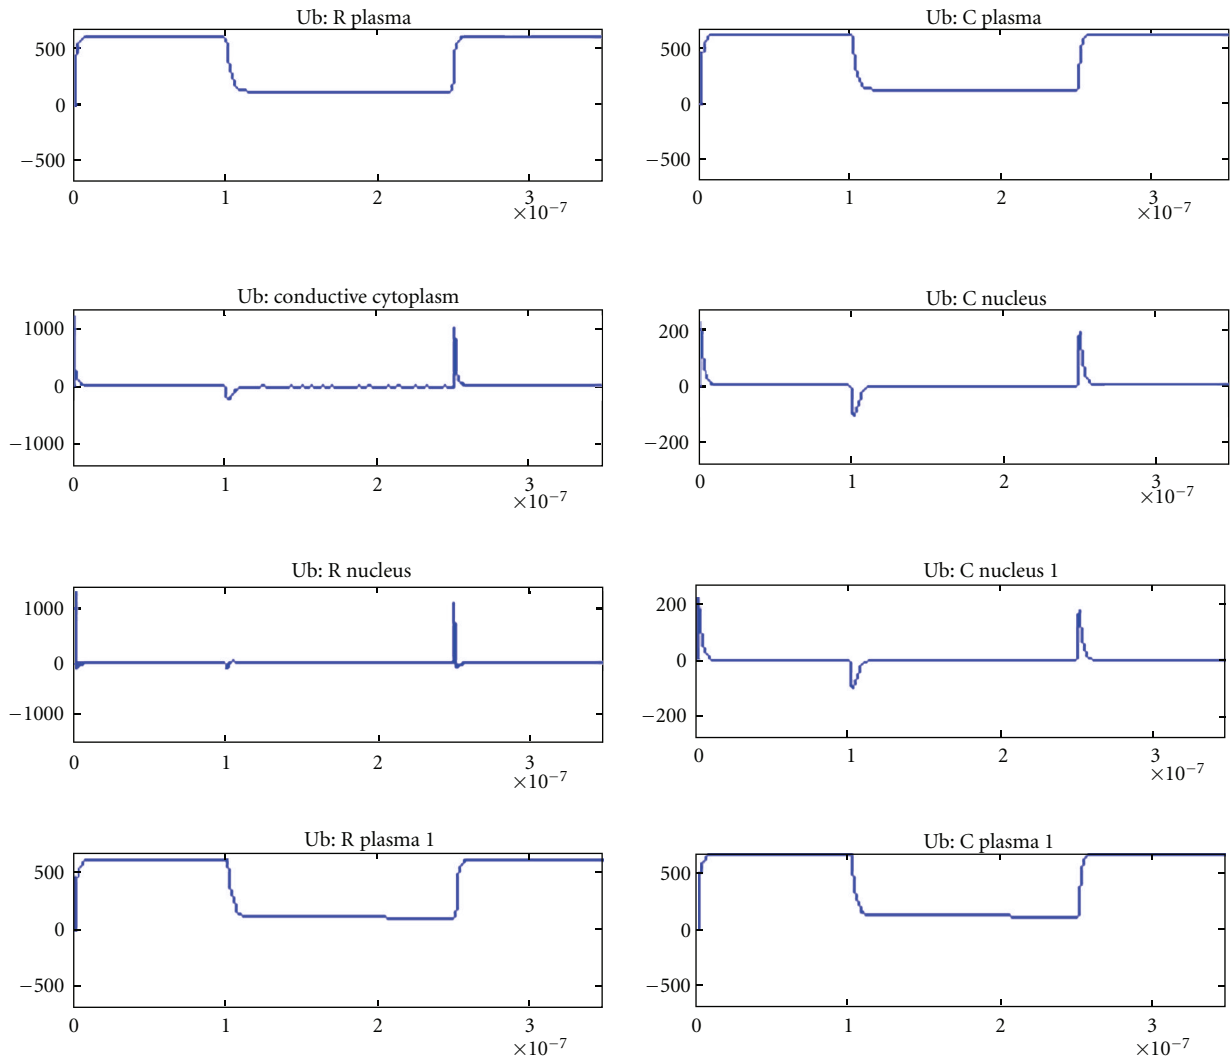 Ub: R plasma
500
0
−500
0 1 2 3
×10−7
Ub: C plasma
500
0
−500
0 1 2 3
×10−7
Ub: conductive cytoplasm
1000
0
−1000
0 1 2 3
×10−7
Ub: C nucleus
200
0
−200
0 1 2 3
×10−7
Ub: R nucleus
1000
0
−1000
0 1 2 3
×10−7
Ub: C nucleus 1
200
0
−200
0 1 2 3
×10−7
Ub: R plasma 1
500
0
−500
0 1 2 3
×10−7
Ub: C plasma 1
500
0
−500
0 1 2 3
×10−7